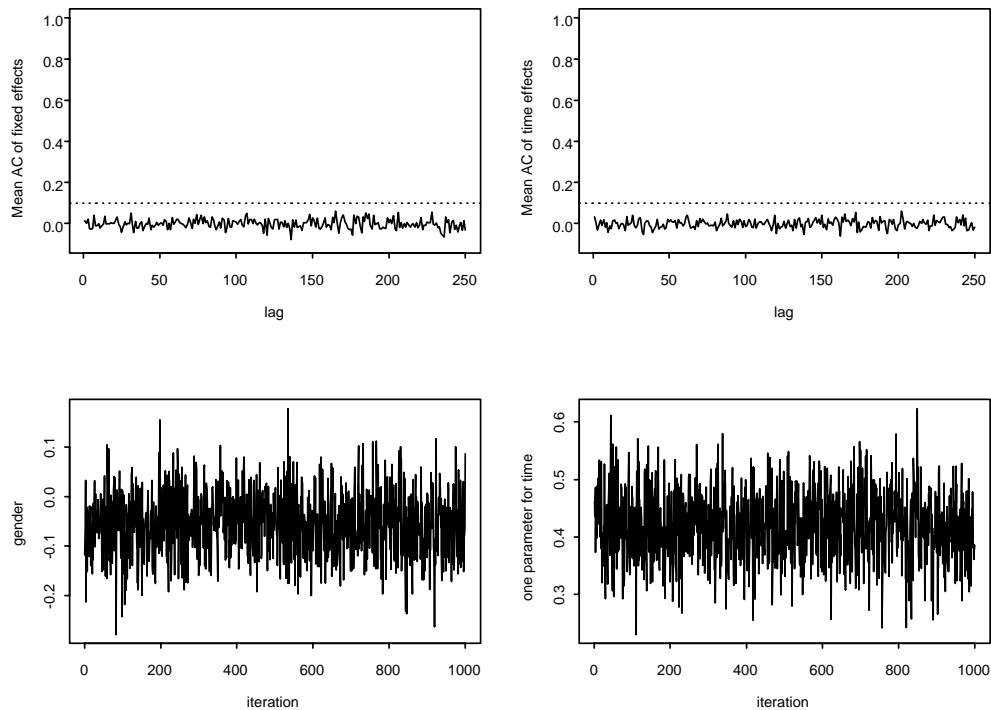 Mean AC of fixed effects
1.0
0.8
0.6
0.4
0.2
0.0
0 50 100 150 200 250
lag
Mean AC of time effects
1.0
0.8
0.6
0.4
0.2
0.0
0 50 100 150 200 250
lag
gender
0.1
0.0
-0.1
-0.2
0 200 400 600 800 1000
iteration
one parameter for time
0.6
0.5
0.4
0.3
0 200 400 600 800 1000
iteration